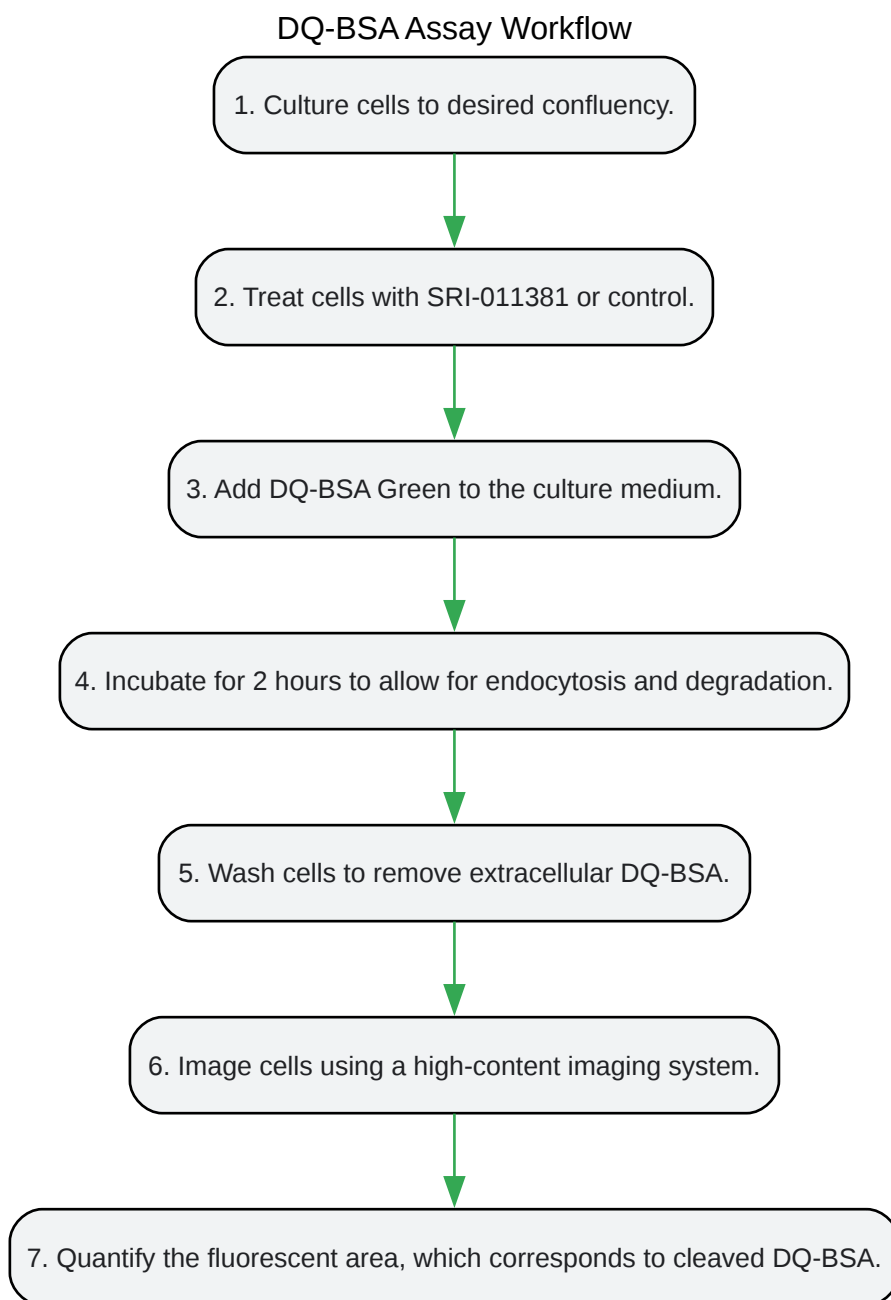 DQ-BSA Assay Workflow
1. Culture cells to desired confluency.
2. Treat cells with SRI-011381 or control.
3. Add DQ-BSA Green to the culture medium.
4. Incubate for 2 hours to allow for endocytosis and degradation.
5. Wash cells to remove extracellular DQ-BSA.
6. Image cells using a high-content imaging system.
7. Quantify the fluorescent area, which corresponds to cleaved DQ-BSA.